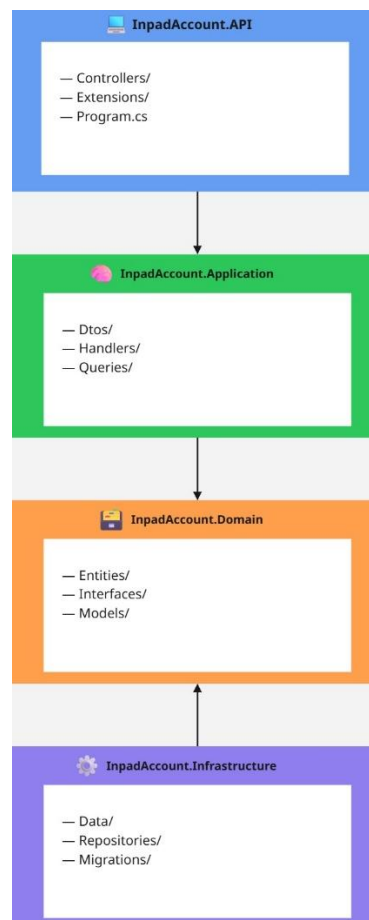 InpadAccount.API
— Controllers/
— Extensions/
— Program.cs
InpadAccount.Application
— Dtos/
— Handlers/
— Queries/
InpadAccount.Domain
— Entities/
— Interfaces/
— Models/
InpadAccount.Infrastructure
— Data/
— Repositories/
— Migrations/